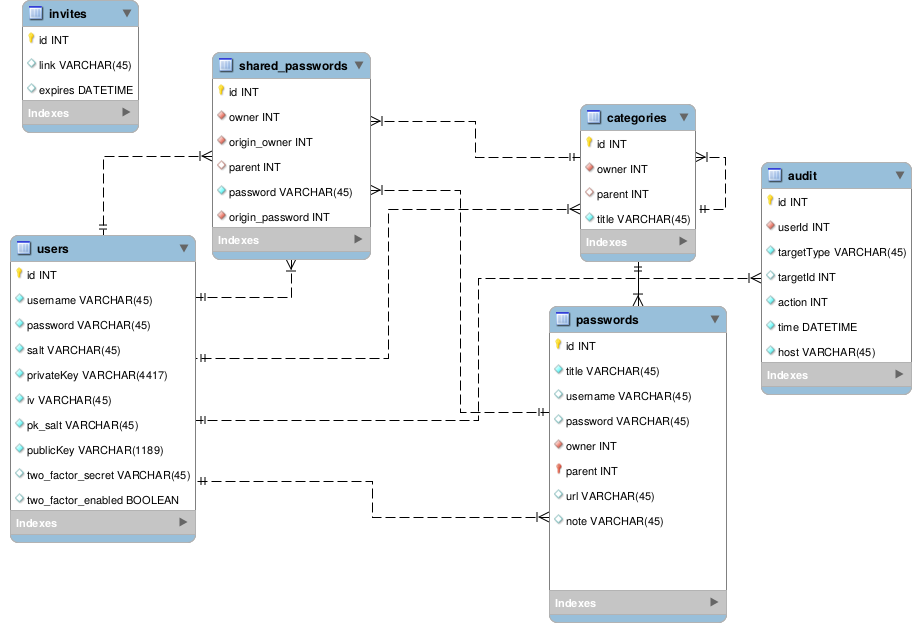 invites
id INT
link VARCHAR(45)
expires DATETIME
Indexes
shared_passwords
id INT
owner INT
origin_owner INT
parent INT
password VARCHAR(45)
origin_password INT
Indexes
categories
id INT
owner INT
parent INT
title VARCHAR(45)
Indexes
audit
id INT
userId INT
targetType VARCHAR(45)
targetId INT
action INT
time DATETIME
host VARCHAR(45)
Indexes
users
id INT
username VARCHAR(45)
password VARCHAR(45)
salt VARCHAR(45)
privateKey VARCHAR(4417)
iv VARCHAR(45)
pk_salt VARCHAR(45)
publicKey VARCHAR(1189)
two_factor_secret VARCHAR(45)
two_factor_enabled BOOLEAN
Indexes
passwords
id INT
title VARCHAR(45)
username VARCHAR(45)
password VARCHAR(45)
owner INT
parent INT
url VARCHAR(45)
note VARCHAR(45)
Indexes